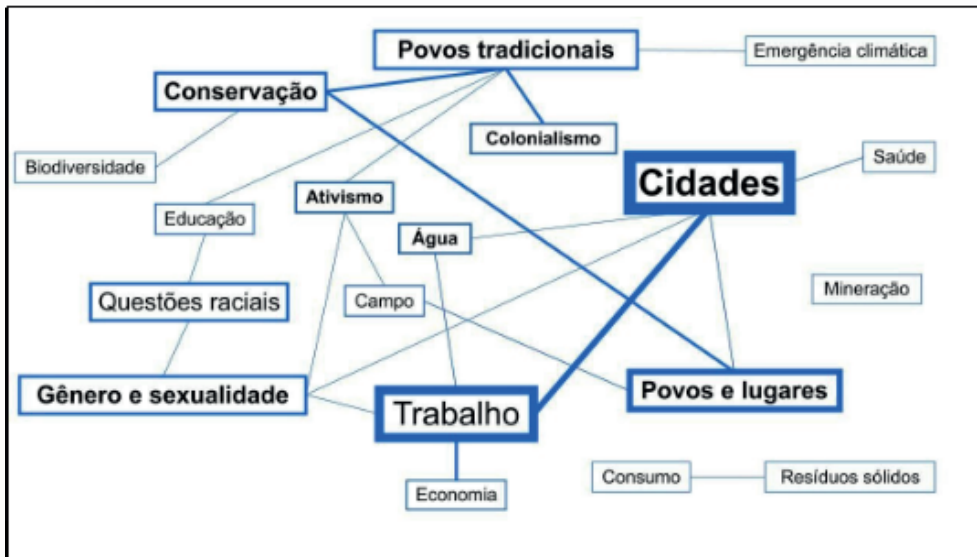 Povos tradicionais
Emergência climática
Conservação
Colonialismo
Biodiversidade
Cidades
Saúde
Ativismo
Educação
Água
Questões raciais
Campo
Mineração
Gênero e sexualidade
Trabalho
Povos e lugares
Economia
Consumo
Resíduos sólidos